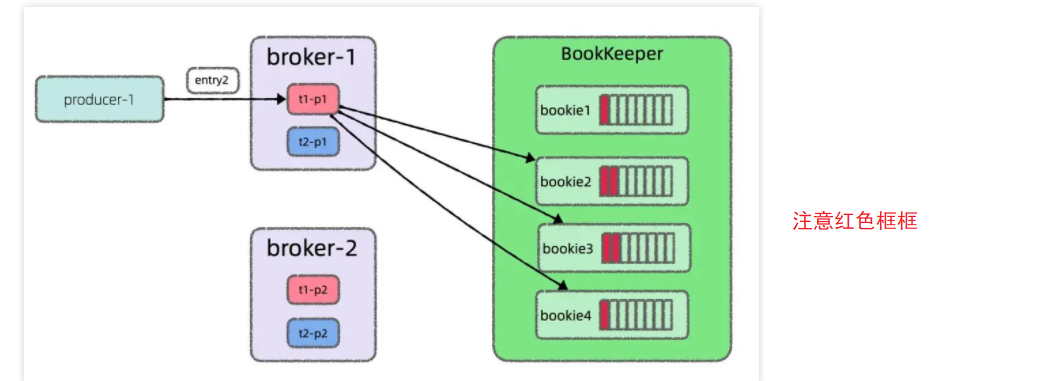 producer-1
entry2
broker-1
t1-p1
t2-p1
broker-2
t1-p2
t2-p2
BookKeeper
bookie1
bookie2
bookie3
bookie4
注意红色框框